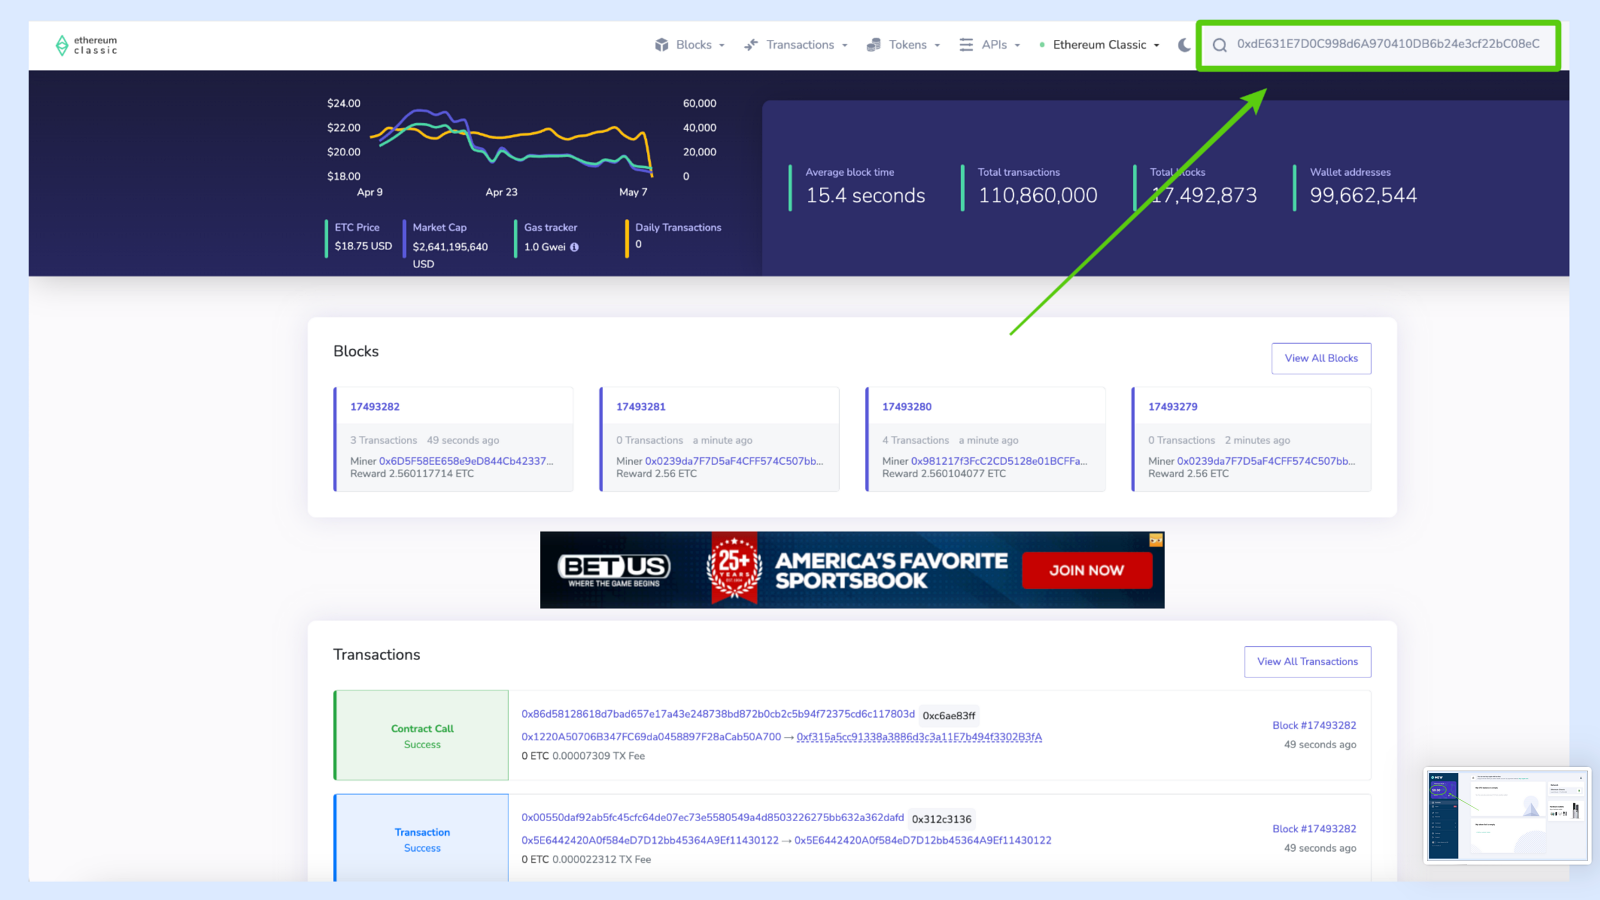 ethereum
classic
Blocks
Transactions
Tokens
APIs
Ethereum Classic
0xdE631E7D0C998d6A970410DB6b24e3cf22bC08eC
$24.00
$22.00
$20.00
$18.00
60,000
40,000
20,000
0
Apr 9
Apr 23
May 7
ETC Price
$18.75 USD
Market Cap
$2,641,195,640
USD
Gas tracker
1.0 Gwei
Daily Transactions
0
Average block time
15.4 seconds
Total transactions
110,860,000
Total blocks
17,492,873
Wallet addresses
99,662,544
Blocks
View All Blocks
17493282
3 Transactions 49 seconds ago
Miner 0x6D5F58EE658e9eD844Cb42337...
Reward 2.560117714 ETC
17493281
0 Transactions a minute ago
Miner 0x0239da7F7D5aF4CFF574C507bb...
Reward 2.56 ETC
17493280
4 Transactions a minute ago
Miner 0x981217f3FcC2CD5128e01BCFFa...
Reward 2.560104077 ETC
17493279
0 Transactions 2 minutes ago
Miner 0x0239da7F7D5aF4CFF574C507bb...
Reward 2.56 ETC
BETUS
WHERE THE GAME BEGINS
25+
YEARS
AMERICA'S FAVORITE
SPORTSBOOK
JOIN NOW
Transactions
View All Transactions
Contract Call
Success
0x86d58128618d7bad657e17a43e248738bd872b0cb2c5b94f72375cd6c117803d 0xc6ae83ff
0x1220A50706B347FC69da0458897F28aCab50A700 → 0xf315a5cc91338a3886d3c3a11E7b494f330283fA
0 ETC 0.00007309 TX Fee
Block #17493282
49 seconds ago
Transaction
Success
0x00550daf92ab5fc45cfc64de07ec73e5580549a4d8503226275bb632a362dafd 0x312c3136
0x5E6442420A0f584eD7D12bb45364A9Ef11430122 → 0x5E6442420A0f584eD7D12bb45364A9Ef11430122
0 ETC 0.000022312 TX Fee
Block #17493282
49 seconds ago